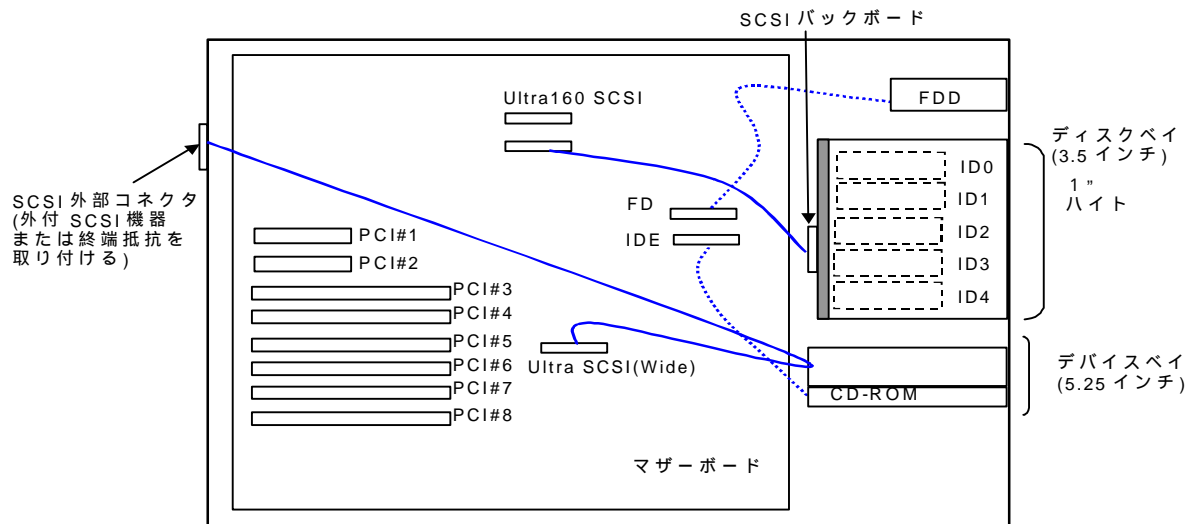 SCSI バックボード
Ultra160 SCSI
FDD
ディスクベイ
(3.5 インチ)
1"
ハイト
ID0
ID1
ID2
ID3
ID4
SCSI 外部コネクタ
(外付 SCSI 機器
または終端抵抗を
取り付ける)
FD
IDE
PCI#1
PCI#2
PCI#3
PCI#4
PCI#5
PCI#6
PCI#7
PCI#8
Ultra SCSI(Wide)
デバイスベイ
(5.25 インチ)
CD-ROM
マザーボード